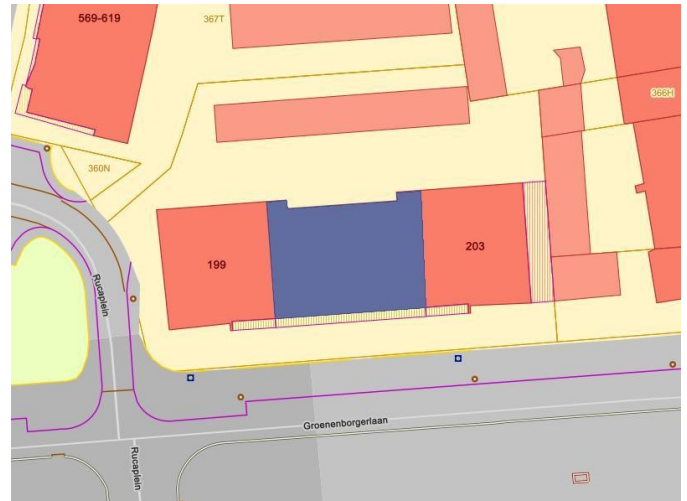 569-619
367T
366H
360N
199
203
Rucaplein
Groenenborgerlaan
Rucaplein